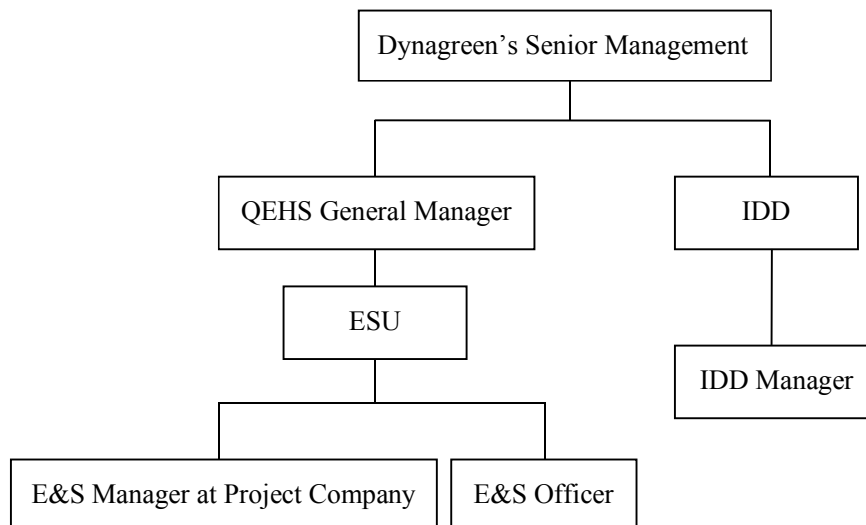 Dynagreen’s Senior Management
QEHS General Manager
IDD
ESU
IDD Manager
E&S Manager at Project Company
E&S Officer